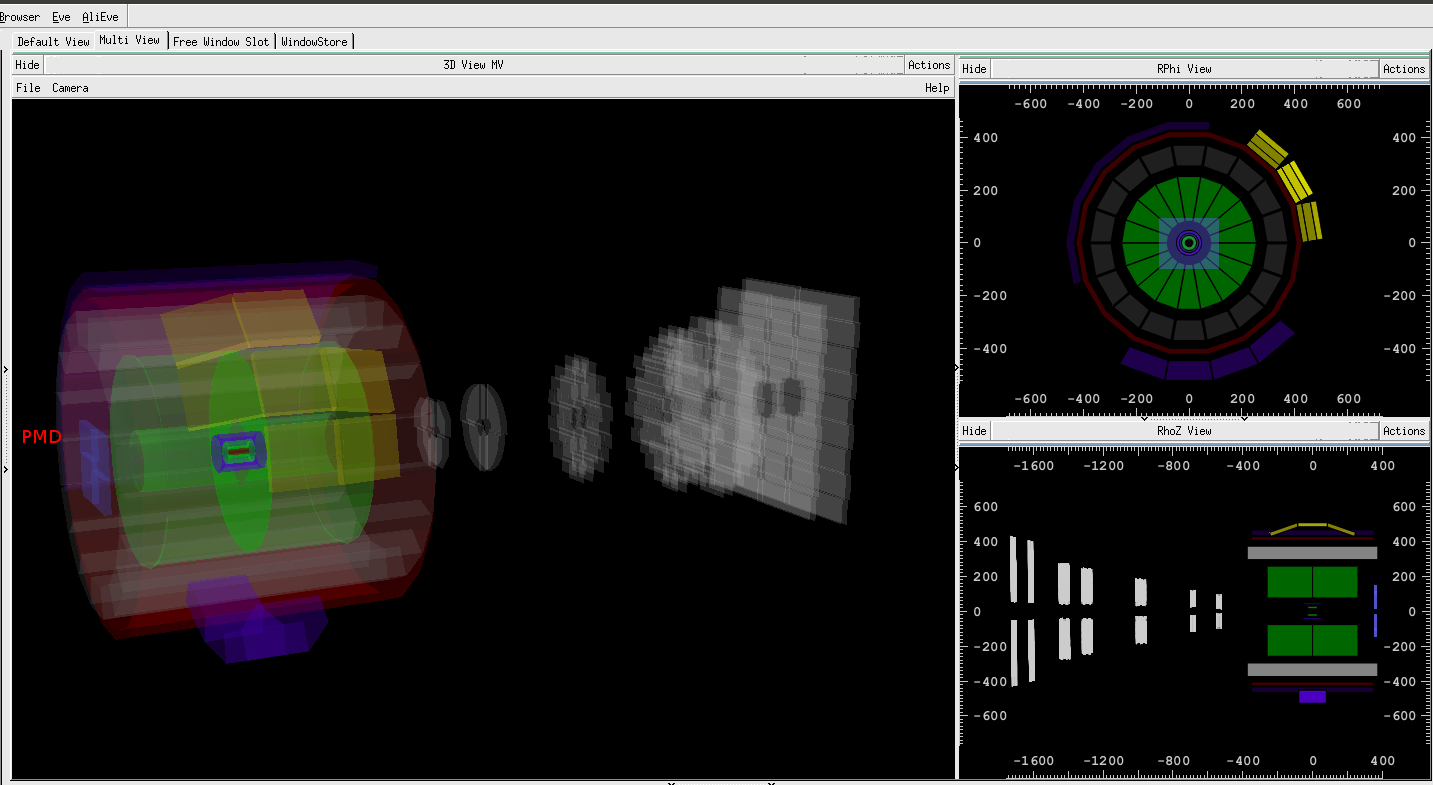 Browser Eve AliEve
Default View Multi View Free Window Slot WindowStore
Hide 3D View MV Actions
File Camera Help
PMD
Hide RPhi View Actions
-600 -400 -200 0 200 400 600
400 400
200 200
0 0
-200 -200
-400 -400
-600 -400 -200 0 200 400 600
Hide RhoZ View Actions
-1600 -1200 -800 -400 0 400
600 600
400 400
200 200
0 0
-200 -200
-400 -400
-600 -600
-1600 -1200 -800 -400 0 400